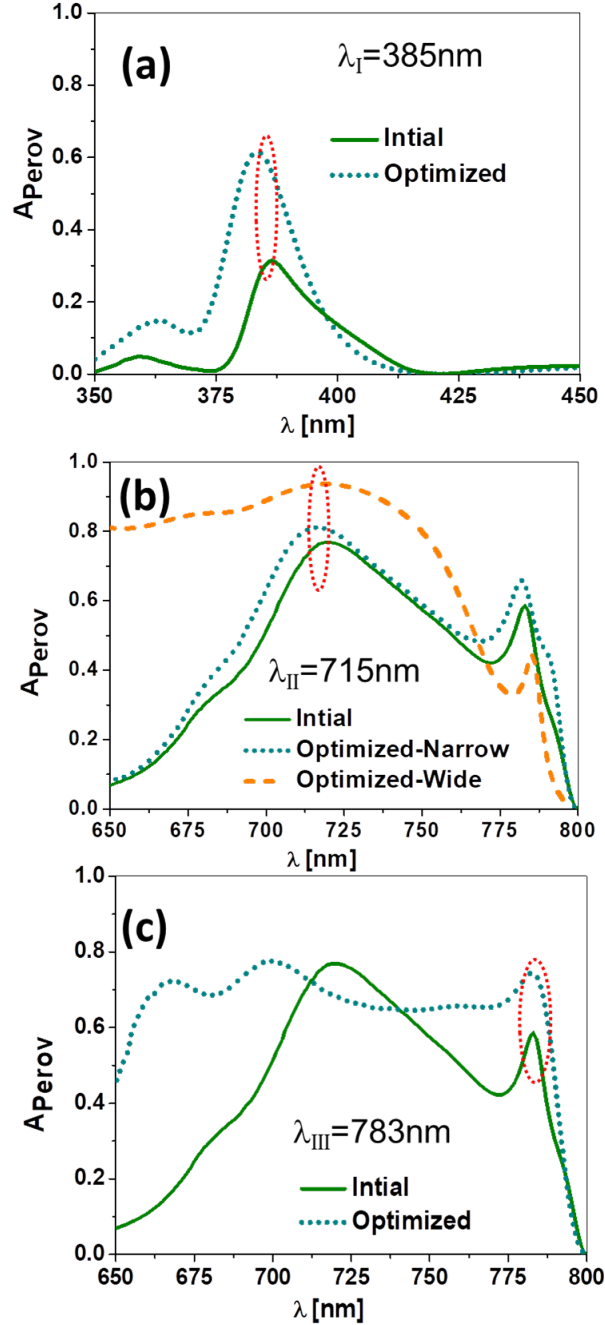 (a)
λI=385nm
Intial
Optimized
APerov
1.0
0.8
0.6
0.4
0.2
0.0
350 375 400 425 450
λ [nm]
(b)
λII=715nm
Intial
Optimized-Narrow
Optimized-Wide
APerov
1.0
0.8
0.6
0.4
0.2
0.0
650 675 700 725 750 775 800
λ [nm]
(c)
λIII=783nm
Intial
Optimized
APerov
1.0
0.8
0.6
0.4
0.2
0.0
650 675 700 725 750 775 800
λ [nm]